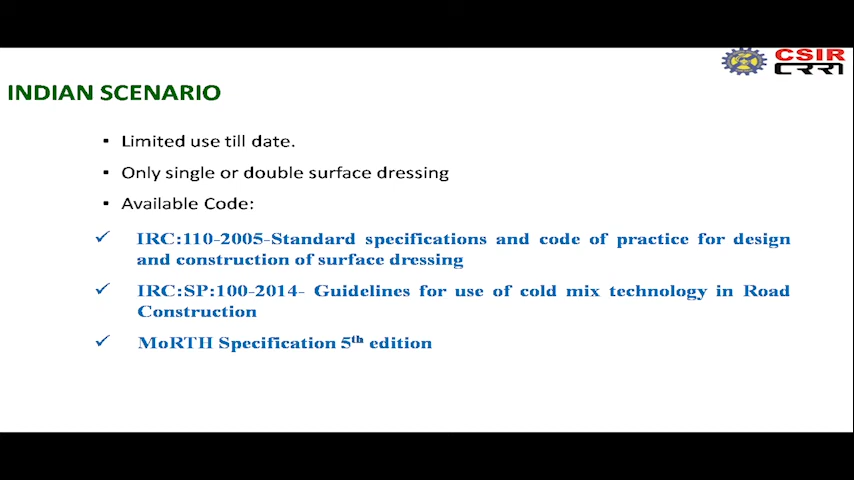 CSIR
CRRI
INDIAN SCENARIO
▪ Limited use till date.
▪ Only single or double surface dressing
▪ Available Code:
✓ IRC:110-2005-Standard specifications and code of practice for design
and construction of surface dressing
✓ IRC:SP:100-2014- Guidelines for use of cold mix technology in Road
Construction
✓ MoRTH Specification 5th edition